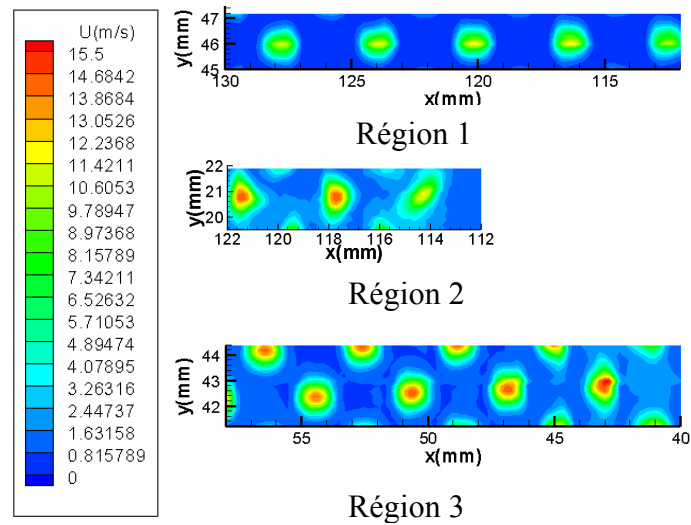 U(m/s)
15.5
14.6842
13.8684
13.0526
12.2368
11.4211
10.6053
9.78947
8.97368
8.15789
7.34211
6.52632
5.71053
4.89474
4.07895
3.26316
2.44737
1.63158
0.815789
0
y(mm)
47
46
45
130 125 120 115
x(mm)
Région 1
y(mm)
22
21
20
122 120 118 116 114 112
x(mm)
Région 2
y(mm)
44
43
42
55 50 45 40
x(mm)
Région 3